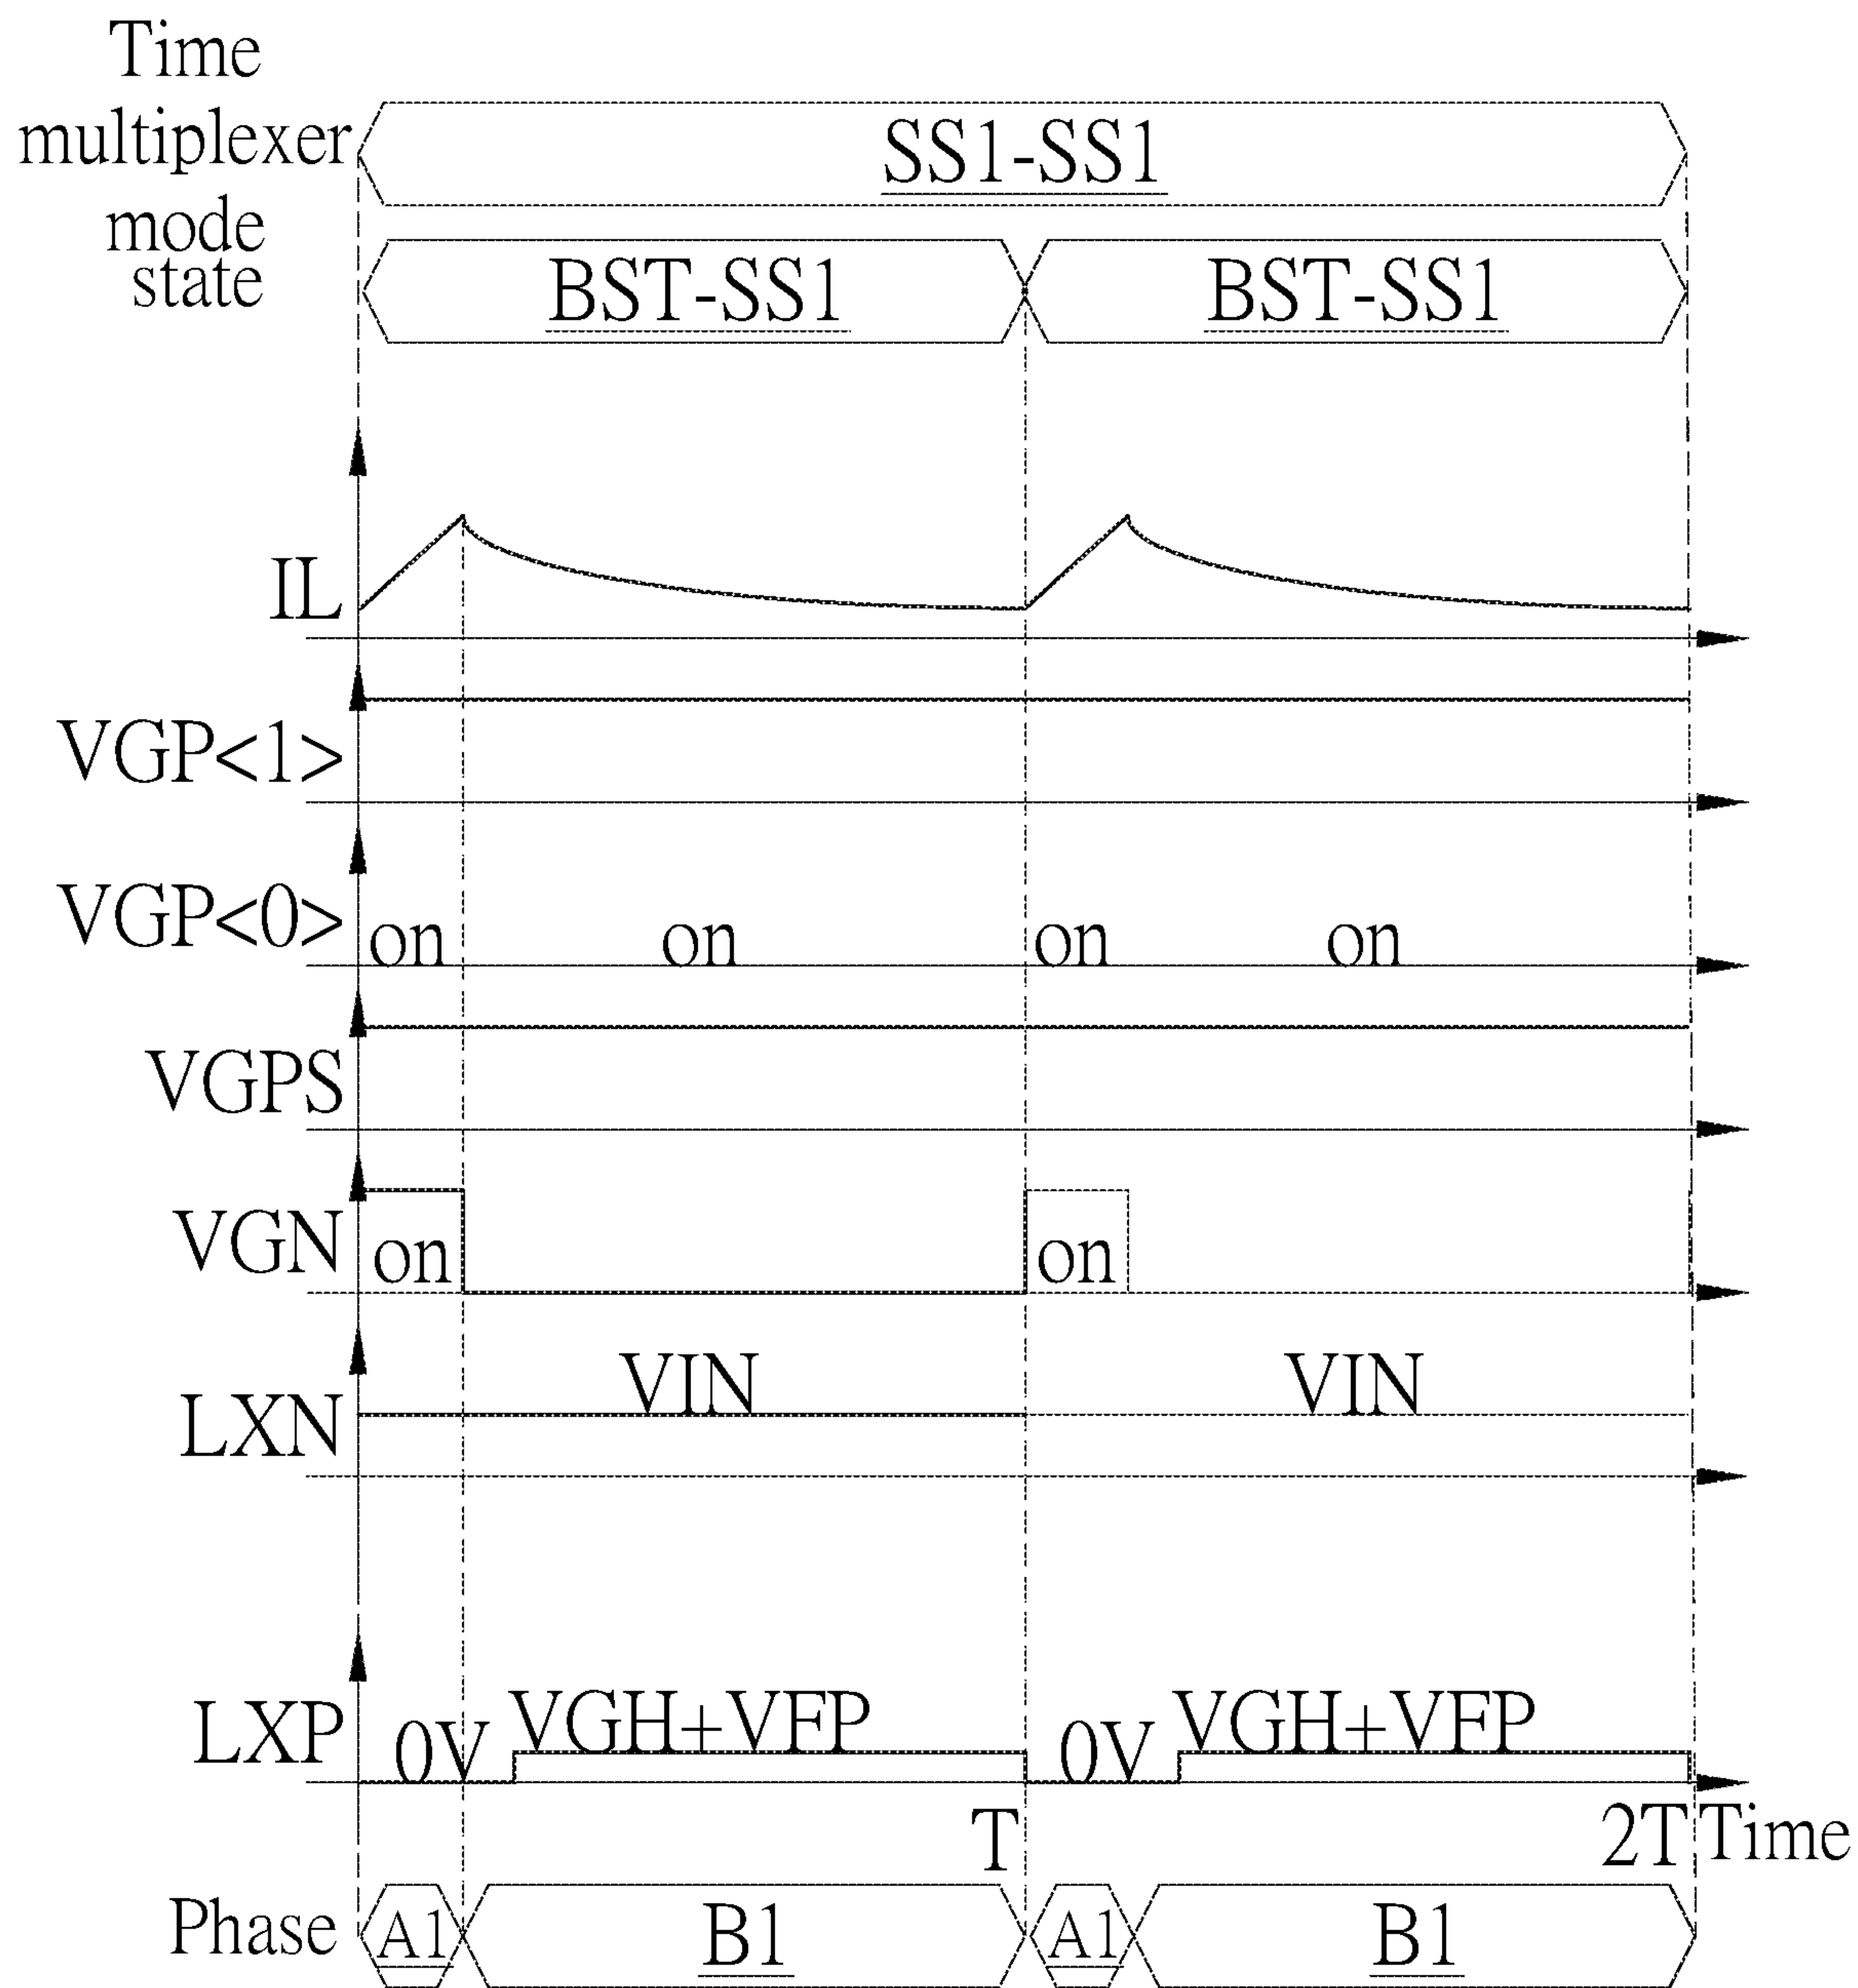 Time
multiplexer
mode
state
SS1-SS1
BST-SS1 BST-SS1
IL
VGP<1>
VGP<0> on on on on
VGPS
VGN on on
LXN VIN VIN
LXP 0V VGH+VFP 0V VGH+VFP
T 2T Time
Phase A1 B1 A1 B1